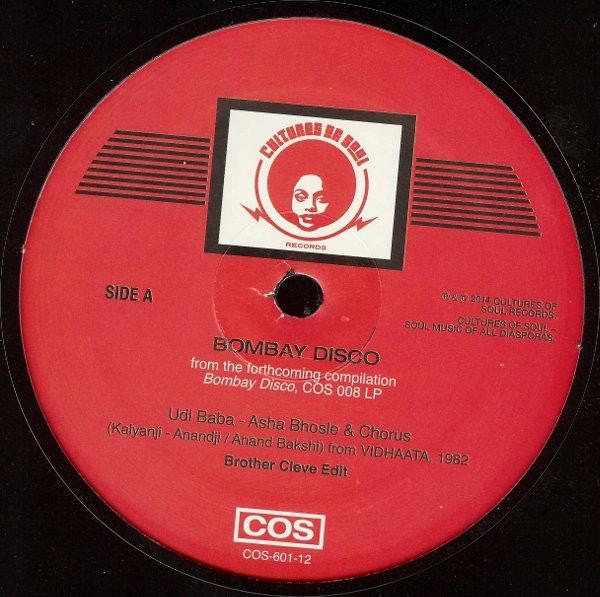 CULTURES OF SOUL
RECORDS
SIDE A
℗ & © 2014 CULTURES OF
SOUL RECORDS.
CULTURES OF SOUL –
SOUL MUSIC OF ALL DIASPORAS.
BOMBAY DISCO
from the forthcoming compilation
Bombay Disco, COS 008 LP
Udi Baba - Asha Bhosle & Chorus
(Kalyanji - Anandji / Anand Bakshi) from VIDHAATA, 1982
Brother Cleve Edit
COS
COS-601-12